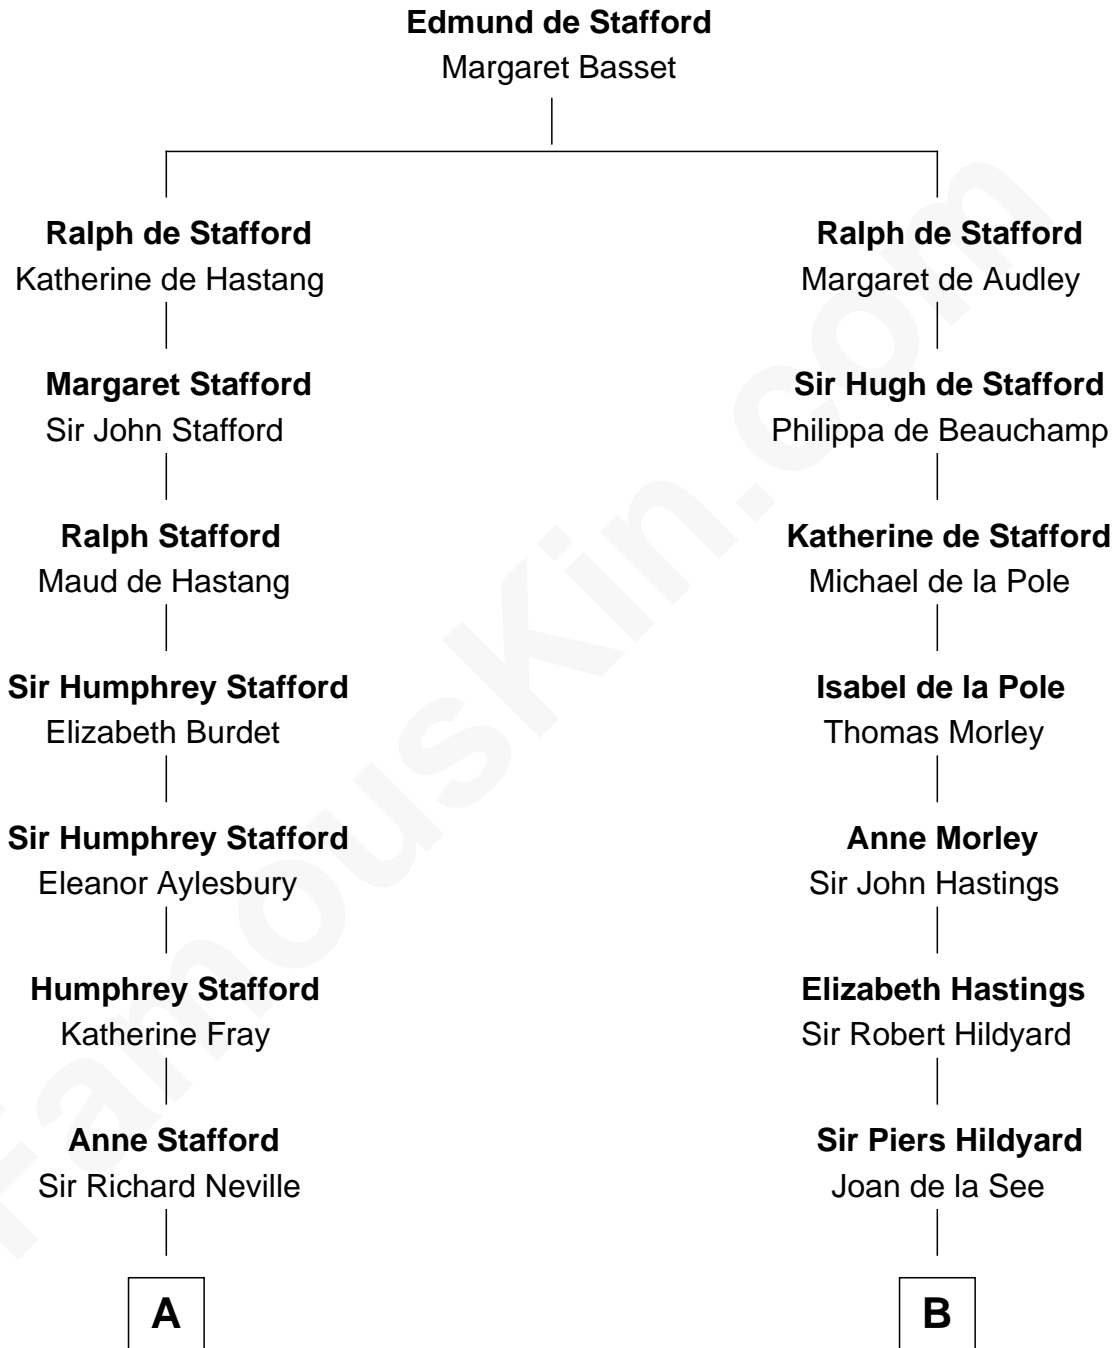 Edmund de Stafford
Margaret Basset
Ralph de Stafford
Katherine de Hastang
Margaret Stafford
Sir John Stafford
Ralph Stafford
Maud de Hastang
Sir Humphrey Stafford
Elizabeth Burdet
Sir Humphrey Stafford
Eleanor Aylesbury
Humphrey Stafford
Katherine Fray
Anne Stafford
Sir Richard Neville
A
Ralph de Stafford
Margaret de Audley
Sir Hugh de Stafford
Philippa de Beauchamp
Katherine de Stafford
Michael de la Pole
Isabel de la Pole
Thomas Morley
Anne Morley
Sir John Hastings
Elizabeth Hastings
Sir Robert Hildyard
Sir Piers Hildyard
Joan de la See
B
FamousKin.com